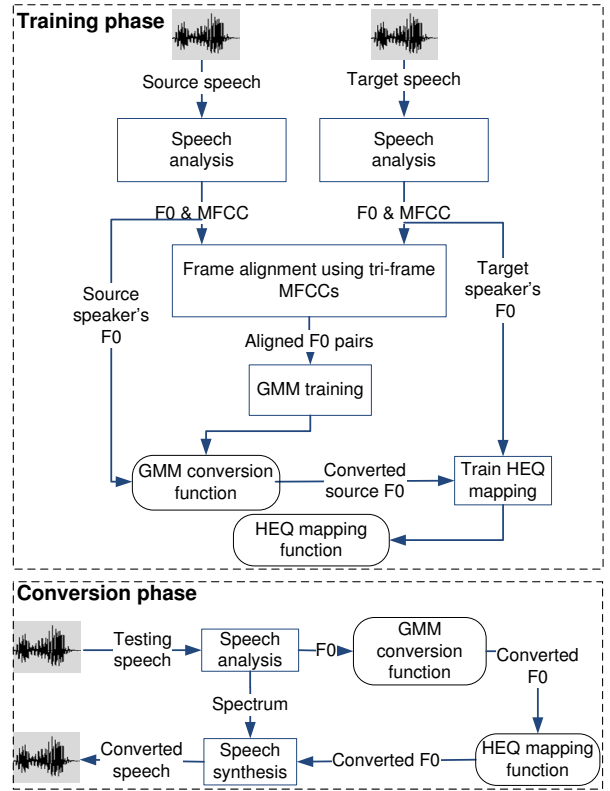 Training phase
Source speech
Target speech
Speech
analysis
Speech
analysis
F0 & MFCC
F0 & MFCC
Frame alignment using tri-frame
MFCCs
Source
speaker's
F0
Target
speaker's
F0
Aligned F0 pairs
GMM training
GMM conversion
function
Converted
source F0
Train HEQ
mapping
HEQ mapping
function
Conversion phase
Testing
speech
Speech
analysis
F0
GMM
conversion
function
Converted
F0
Spectrum
Converted
speech
Speech
synthesis
Converted F0
HEQ mapping
function